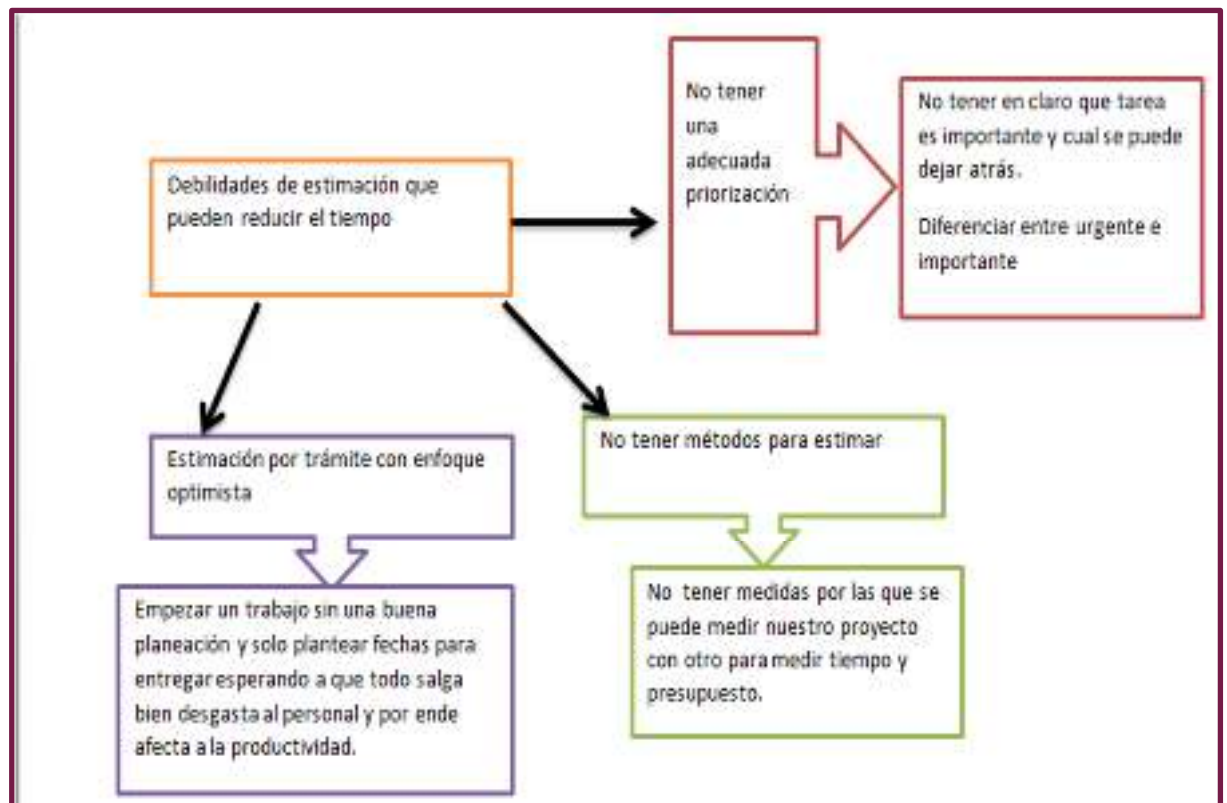 Debilidades de estimación que
pueden reducir el tiempo
No tener
una
adecuada
priorización
No tener en claro que tarea
es importante y cual se puede
dejar atrás.
Diferenciar entre urgente e
importante
Estimación por trámite con enfoque
optimista
Empezar un trabajo sin una buena
planeación y solo plantear fechas para
entregar esperando a que todo salga
bien desgasta al personal y por ende
afecta a la productividad.
No tener métodos para estimar
No tener medidas por las que se
puede medir nuestro proyecto
con otro para medir tiempo y
presupuesto.